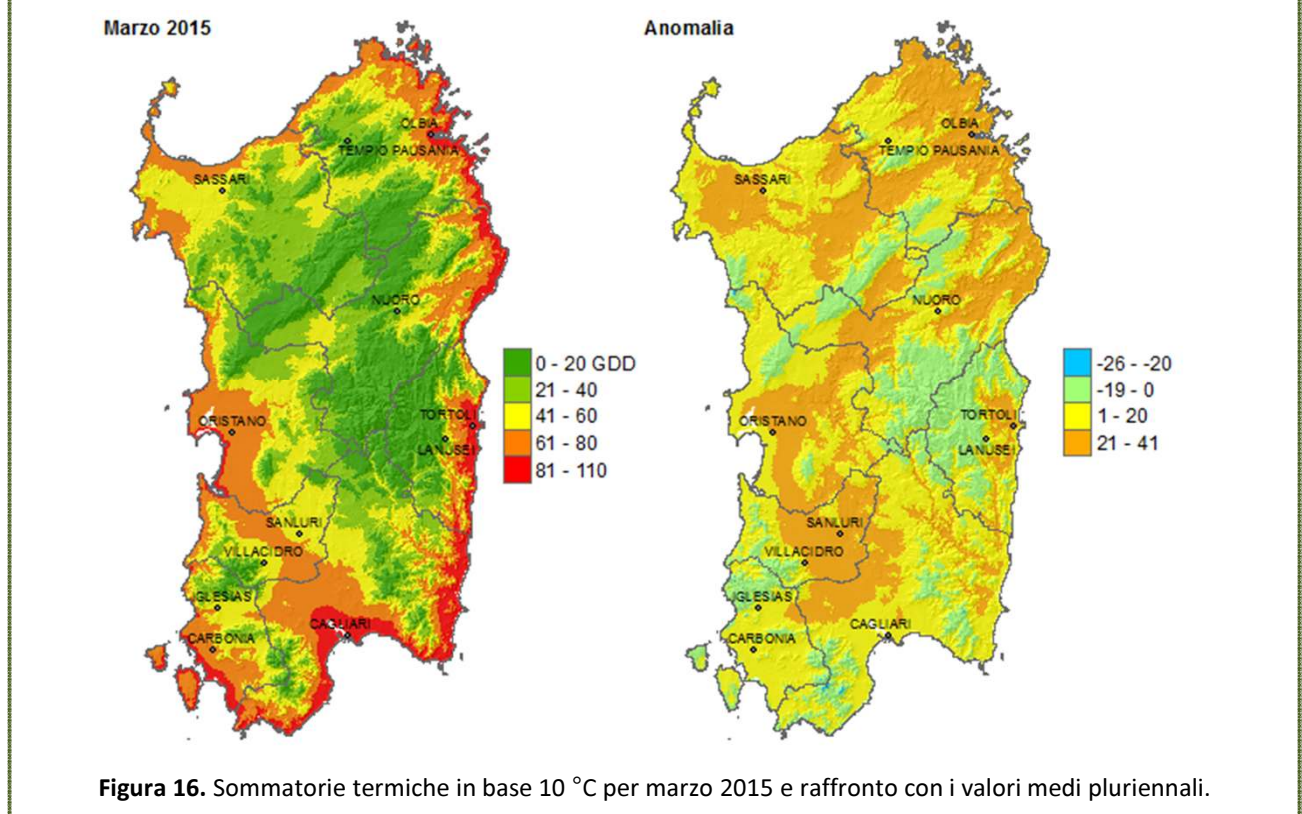 Marzo 2015
OLBIA
TEMPIO PAUSANIA
SASSARI
NUORO
ORISTANO
TORTOLI
LANUSEI
SANLURI
VILLACIDRO
IGLESIAS
CAGLIARI
CARBONIA
0 - 20 GDD
21 - 40
41 - 60
61 - 80
81 - 110
Anomalia
OLBIA
TEMPIO PAUSANIA
SASSARI
NUORO
ORISTANO
TORTOLI
LANUSEI
SANLURI
VILLACIDRO
IGLESIAS
CAGLIARI
CARBONIA
-26 - -20
-19 - 0
1 - 20
21 - 41
Figura 16. Sommatorie termiche in base 10 °C per marzo 2015 e raffronto con i valori medi pluriennali.